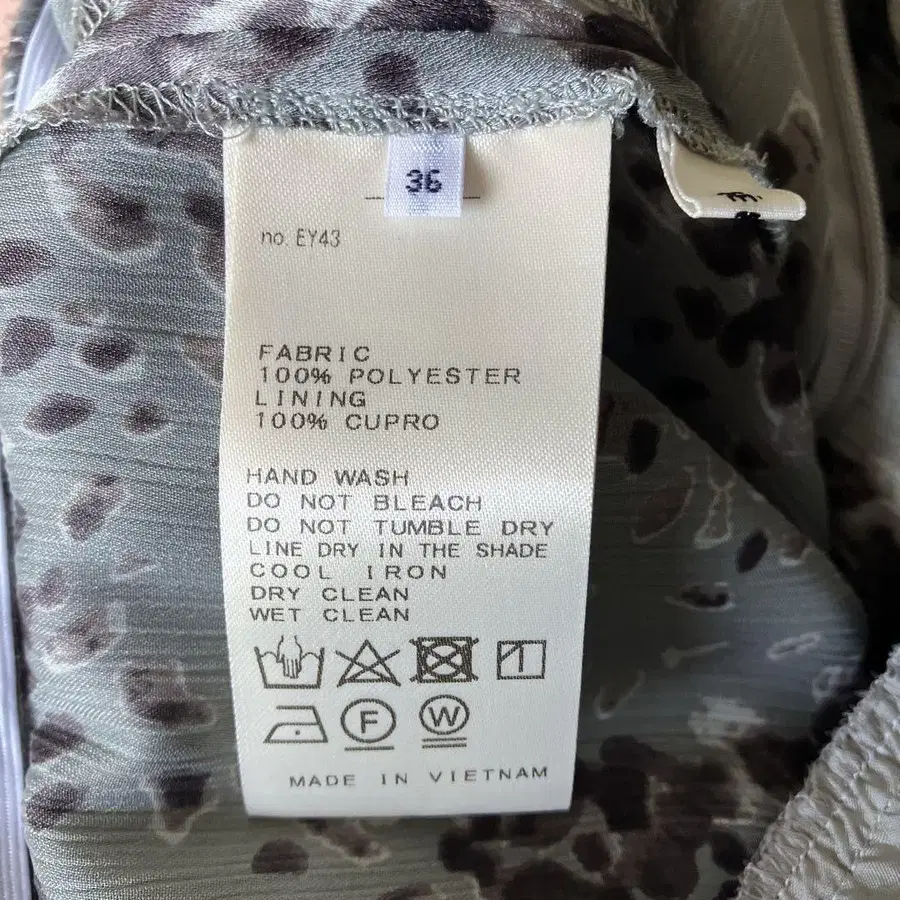 36
no. EY43
FABRIC
100% POLYESTER
LINING
100% CUPRO
HAND WASH
DO NOT BLEACH
DO NOT TUMBLE DRY
LINE DRY IN THE SHADE
COOL IRON
DRY CLEAN
WET CLEAN
F
W
MADE IN VIETNAM